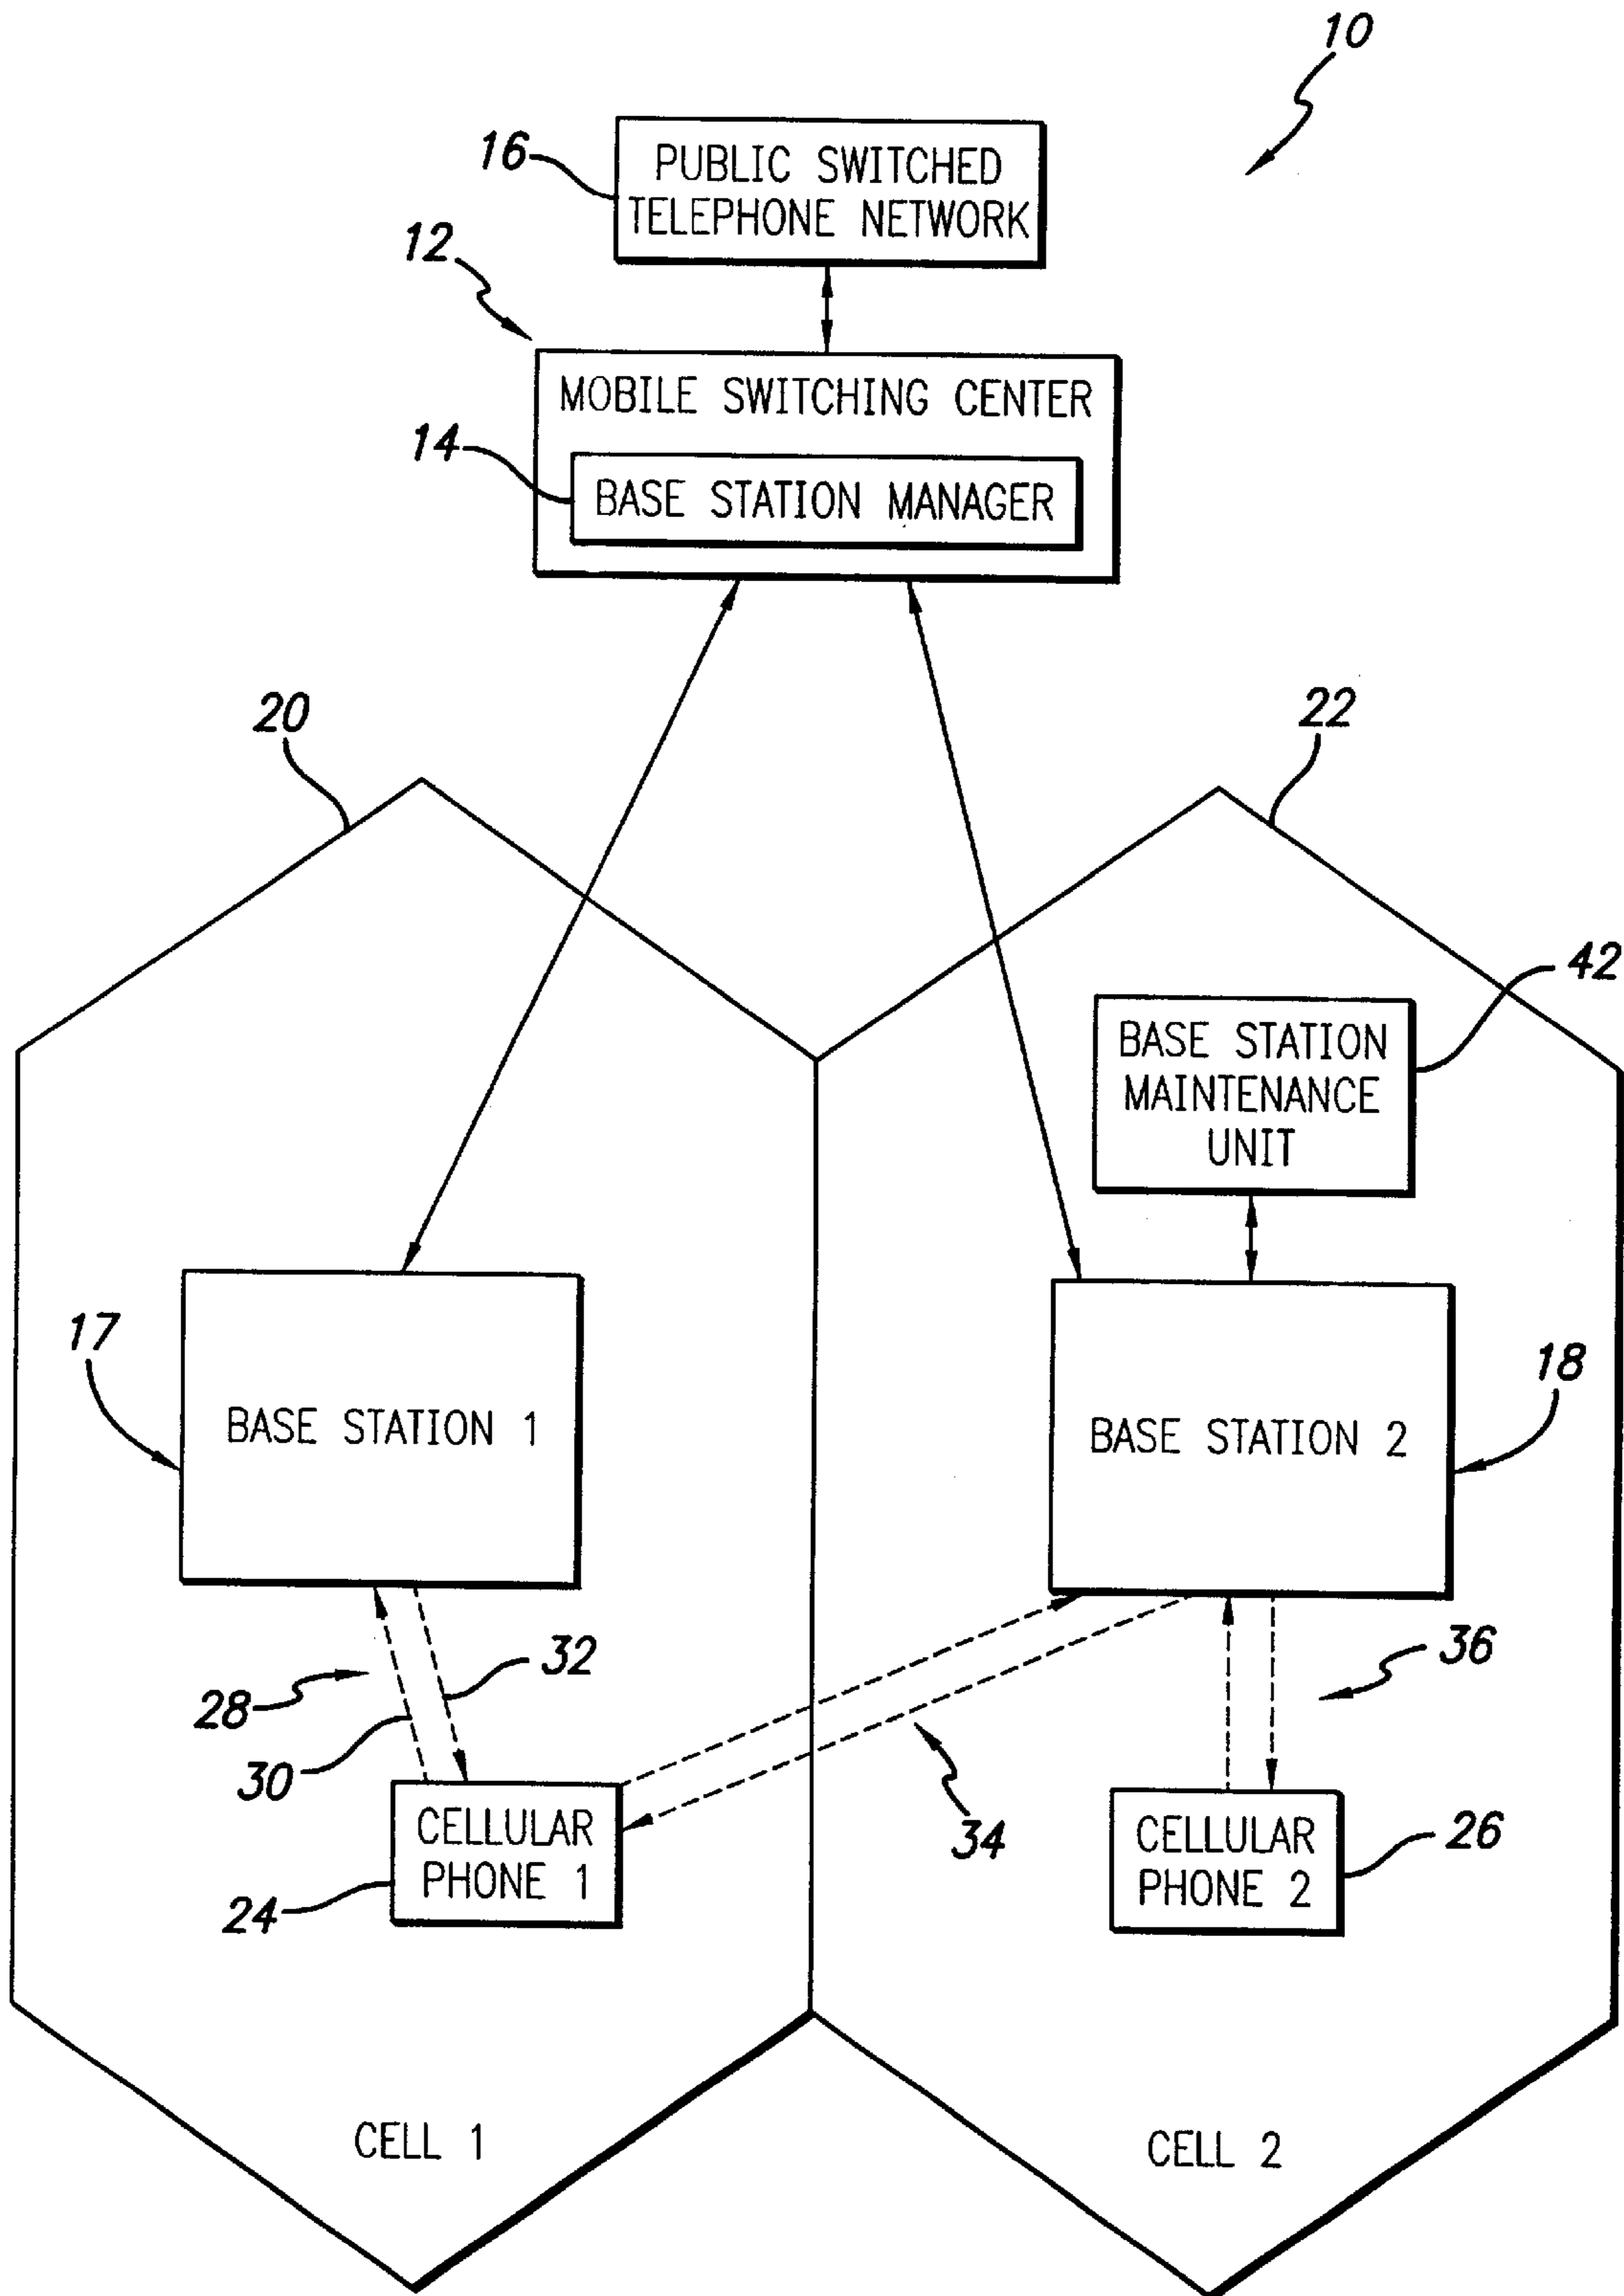 10
16
PUBLIC SWITCHED
TELEPHONE NETWORK
12
MOBILE SWITCHING CENTER
14
BASE STATION MANAGER
20
22
42
BASE STATION
MAINTENANCE
UNIT
17
BASE STATION 1
18
BASE STATION 2
28
30
32
34
36
CELLULAR
PHONE 1
24
CELLULAR
PHONE 2
26
CELL 1
CELL 2